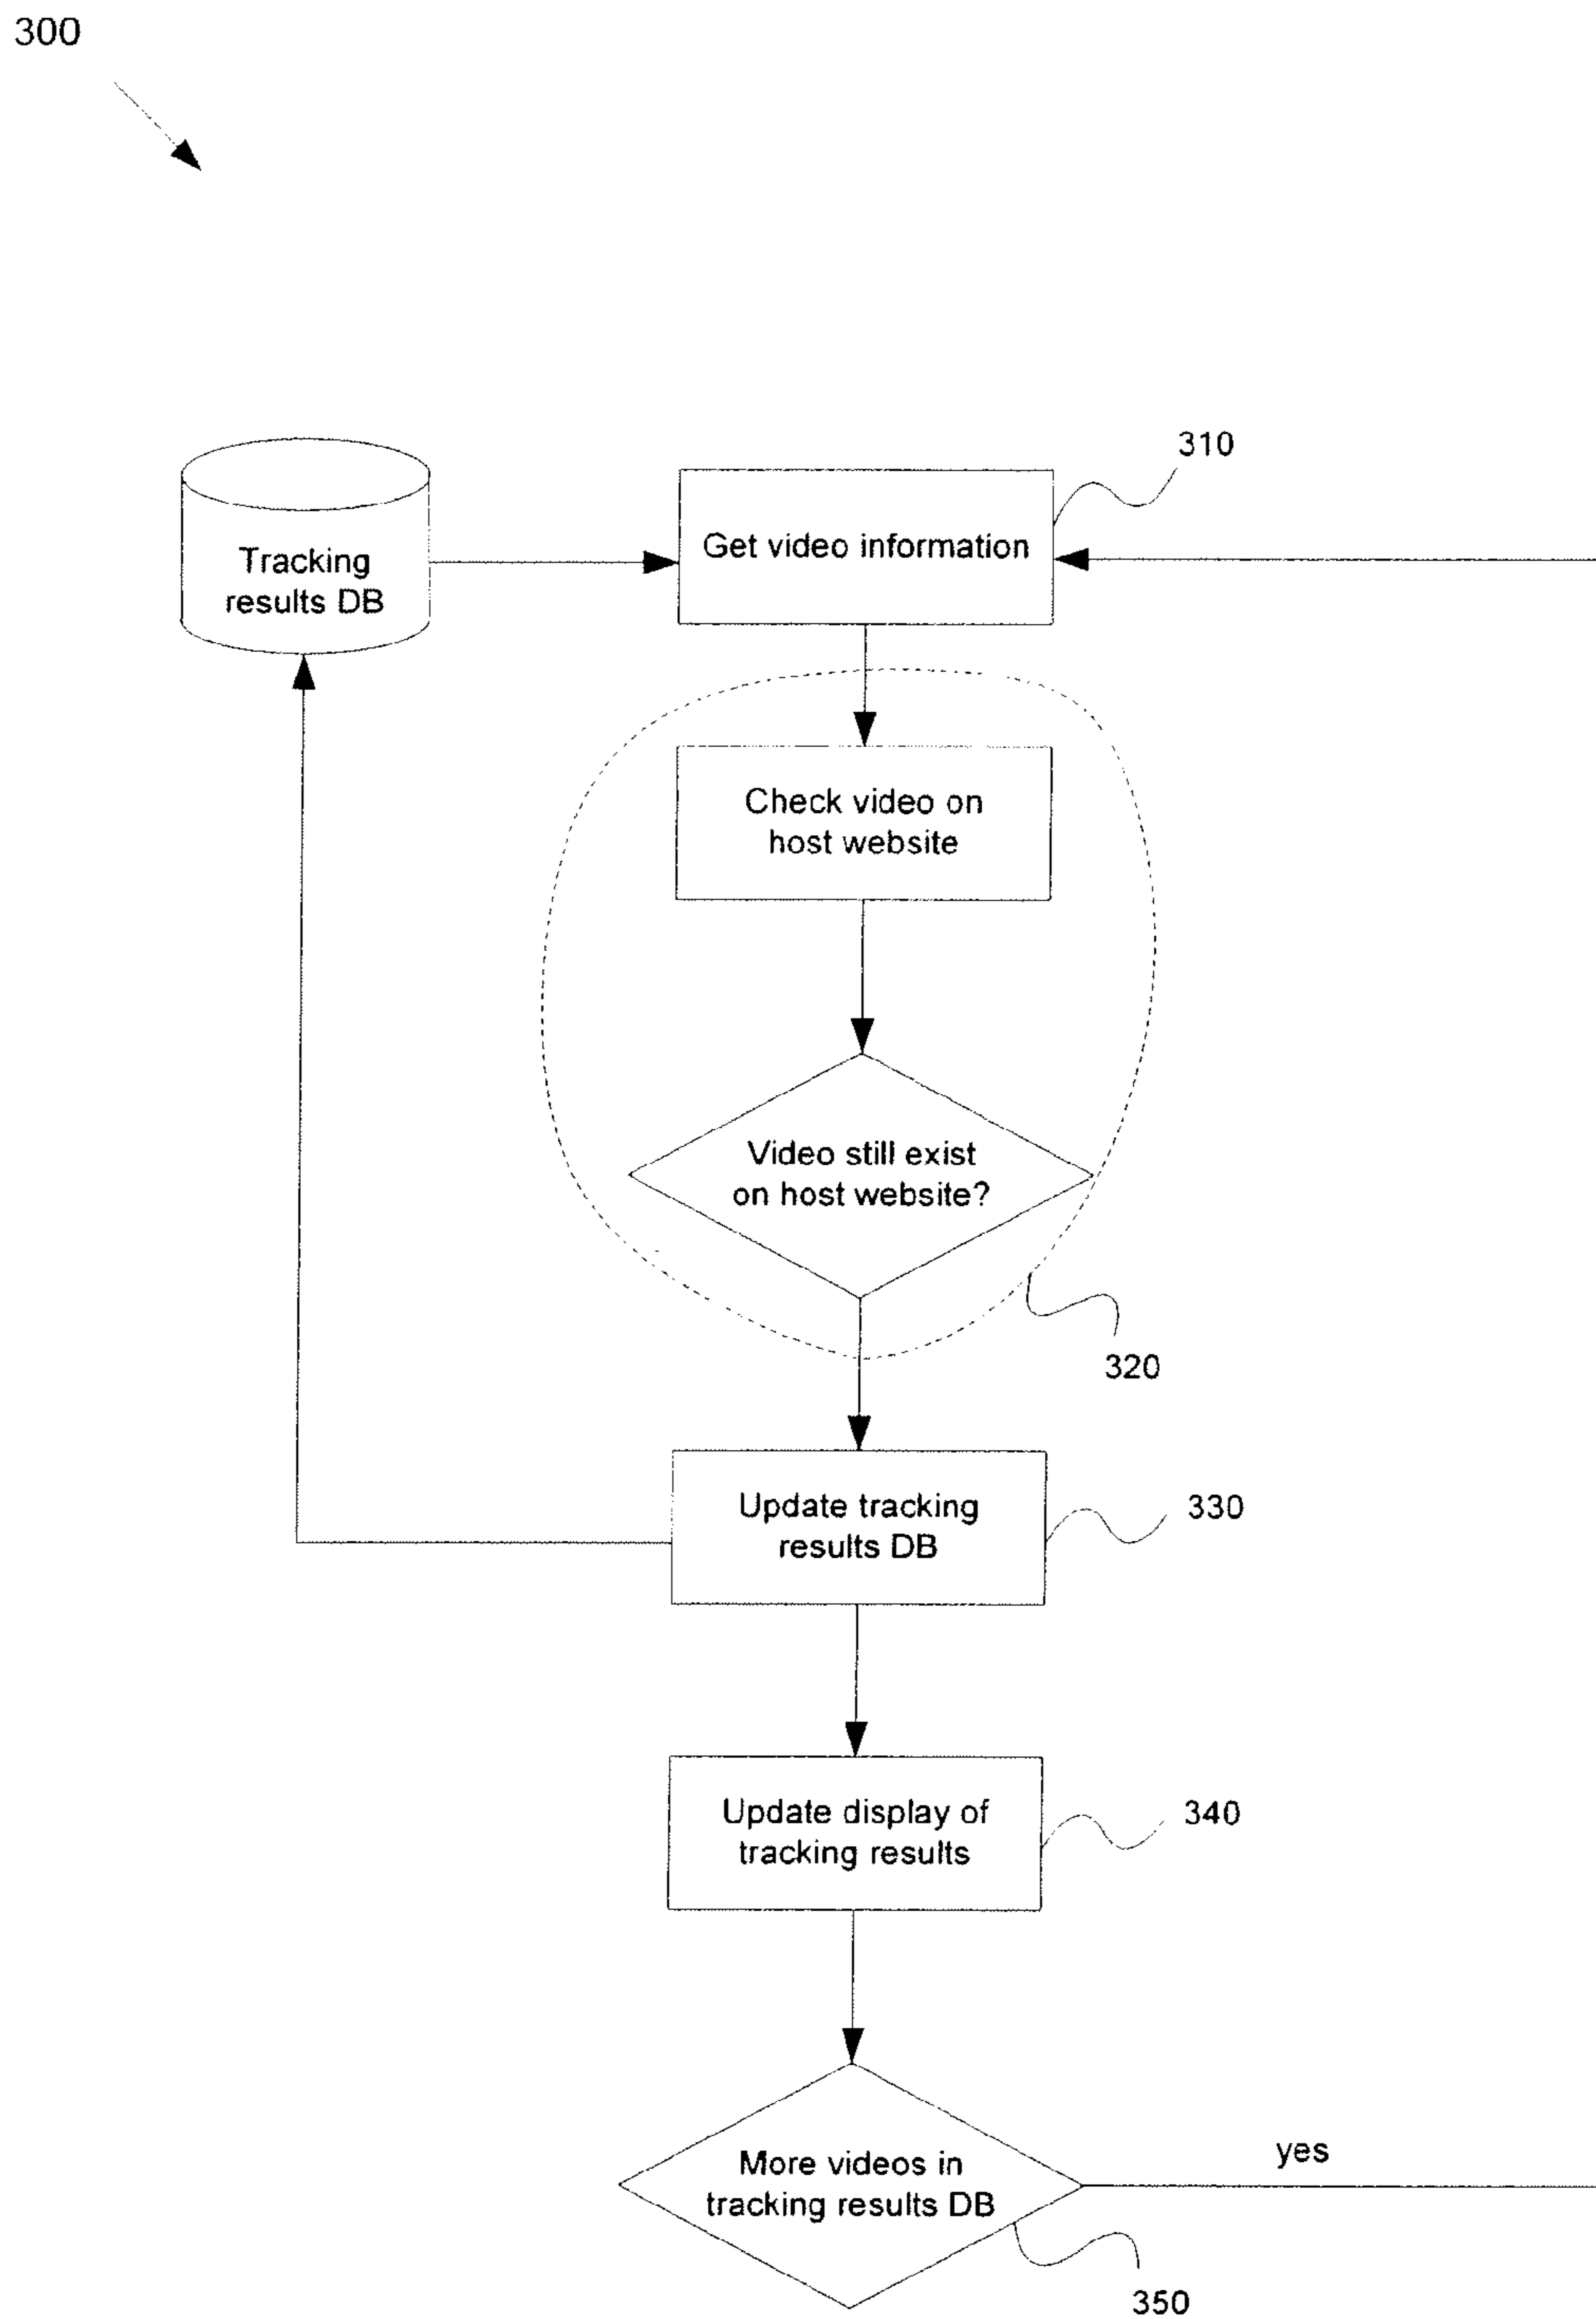 300
310
Get video information
Tracking
results DB
Check video on
host website
Video still exist
on host website?
320
Update tracking
results DB
330
Update display of
tracking results
340
More videos in
tracking results DB
yes
350